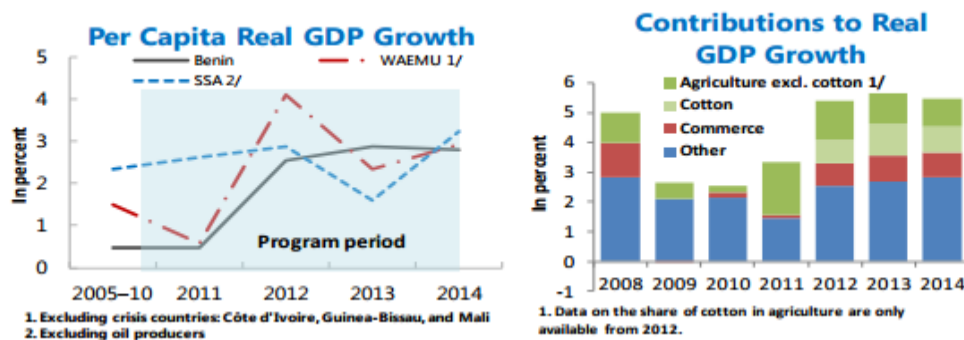 Per Capita Real GDP Growth
Benin
WAEMU 1/
SSA 2/
In percent
5
4
3
2
1
0
Program period
2005–10 2011 2012 2013 2014
1. Excluding crisis countries: Côte d'Ivoire, Guinea-Bissau, and Mali
2. Excluding oil producers
Contributions to Real
GDP Growth
Agriculture excl. cotton 1/
Cotton
Commerce
Other
In percent
6
5
4
3
2
1
0
-1
2008 2009 2010 2011 2012 2013 2014
1. Data on the share of cotton in agriculture are only
available from 2012.